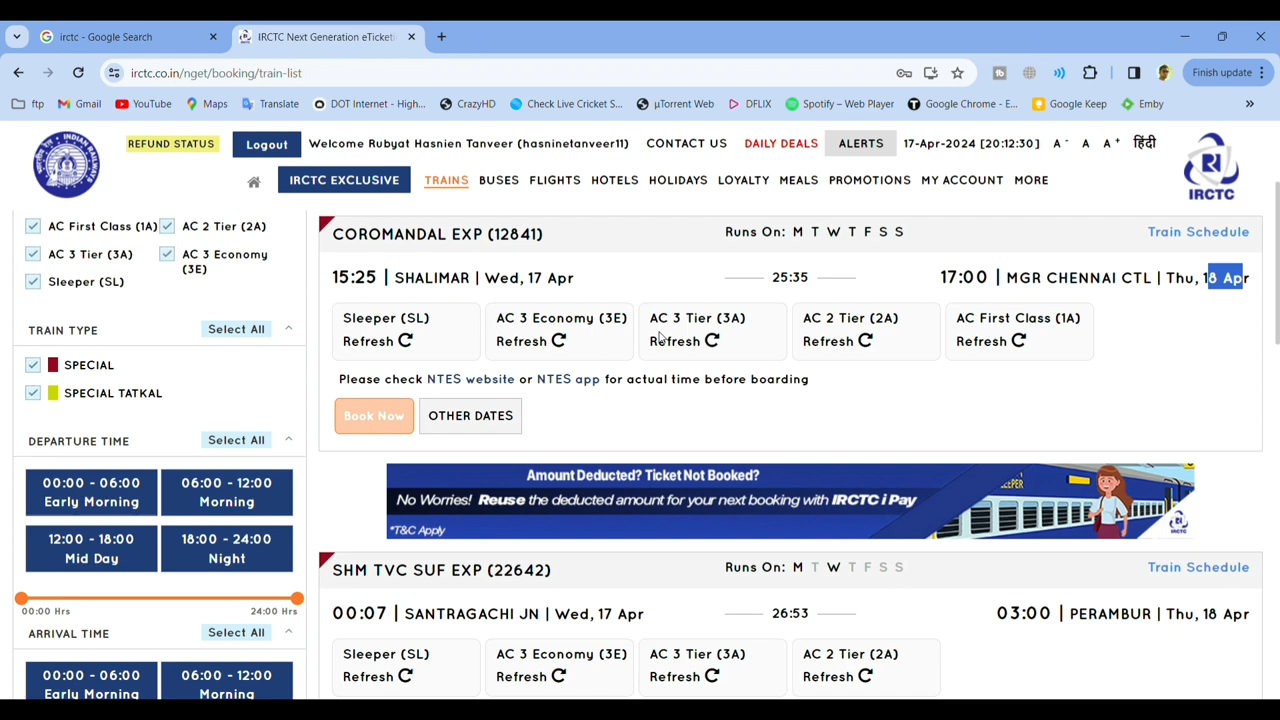 irctc - Google Search
IRCTC Next Generation eTicketi
irctc.co.in/nget/booking/train-list
Finish update
ftp
Gmail
YouTube
Maps
Translate
DOT Internet - High...
CrazyHD
Check Live Cricket S...
µTorrent Web
DFLIX
Spotify – Web Player
Google Chrome - E...
Google Keep
Emby
REFUND STATUS
Logout
Welcome Rubyat Hasnien Tanveer (hasninetanveer11)
CONTACT US
DAILY DEALS
ALERTS
17-Apr-2024 [20:12:30]
A-
A
A+
हिंदी
INDIAN RAILWAYS
IRCTC
IRCTC EXCLUSIVE
TRAINS
BUSES
FLIGHTS
HOTELS
HOLIDAYS
LOYALTY
MEALS
PROMOTIONS
MY ACCOUNT
MORE
AC First Class (1A)
AC 2 Tier (2A)
AC 3 Tier (3A)
AC 3 Economy (3E)
Sleeper (SL)
TRAIN TYPE
Select All
SPECIAL
SPECIAL TATKAL
DEPARTURE TIME
Select All
00:00 - 06:00
Early Morning
06:00 - 12:00
Morning
12:00 - 18:00
Mid Day
18:00 - 24:00
Night
00:00 Hrs
24:00 Hrs
ARRIVAL TIME
Select All
00:00 - 06:00
Early Morning
06:00 - 12:00
Morning
COROMANDAL EXP (12841)
Runs On: M T W T F S S
Train Schedule
15:25 | SHALIMAR | Wed, 17 Apr
25:35
17:00 | MGR CHENNAI CTL | Thu, 18 Apr
Sleeper (SL)
Refresh
AC 3 Economy (3E)
Refresh
AC 3 Tier (3A)
Refresh
AC 2 Tier (2A)
Refresh
AC First Class (1A)
Refresh
Please check NTES website or NTES app for actual time before boarding
Book Now
OTHER DATES
Amount Deducted? Ticket Not Booked?
No Worries! Reuse the deducted amount for your next booking with IRCTC i Pay
*T&C Apply
IRCTC
SHM TVC SUF EXP (22642)
Runs On: M T W T F S S
Train Schedule
00:07 | SANTRAGACHI JN | Wed, 17 Apr
26:53
03:00 | PERAMBUR | Thu, 18 Apr
Sleeper (SL)
Refresh
AC 3 Economy (3E)
Refresh
AC 3 Tier (3A)
Refresh
AC 2 Tier (2A)
Refresh